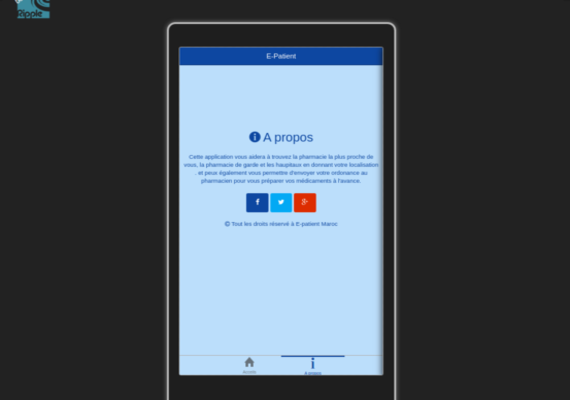 Ripple
E-Patient
A propos
Cette application vous aidera à trouvez la pharmacie la plus proche de
vous, la pharmacie de garde et les haupitaux en donnant votre localisation
, et peux également vous permettre d'envoyer votre ordonance au
pharmacien pour vous préparer vos médicaments à l'avance.
© Tout les droits réservé à E-patient Maroc
Accueil
A propos